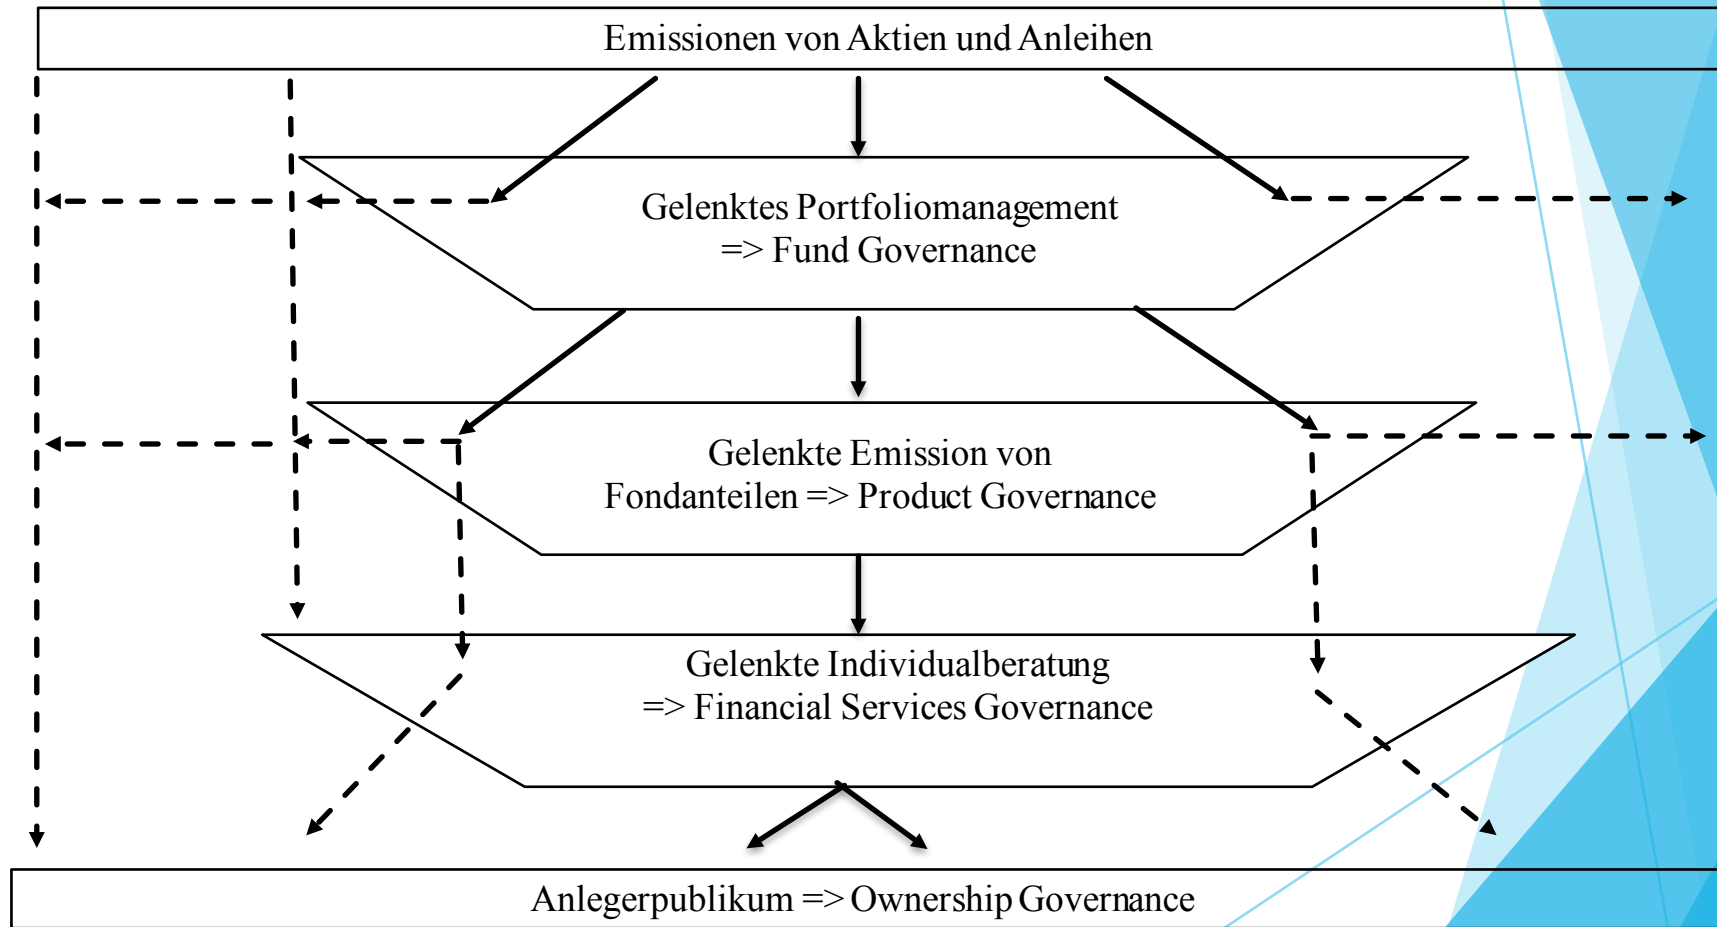 Emissionen von Aktien und Anleihen
Gelenktes Portfoliomanagement
=> Fund Governance
Gelenkte Emission von
Fondanteilen => Product Governance
Gelenkte Individualberatung
=> Financial Services Governance
Anlegerpublikum => Ownership Governance